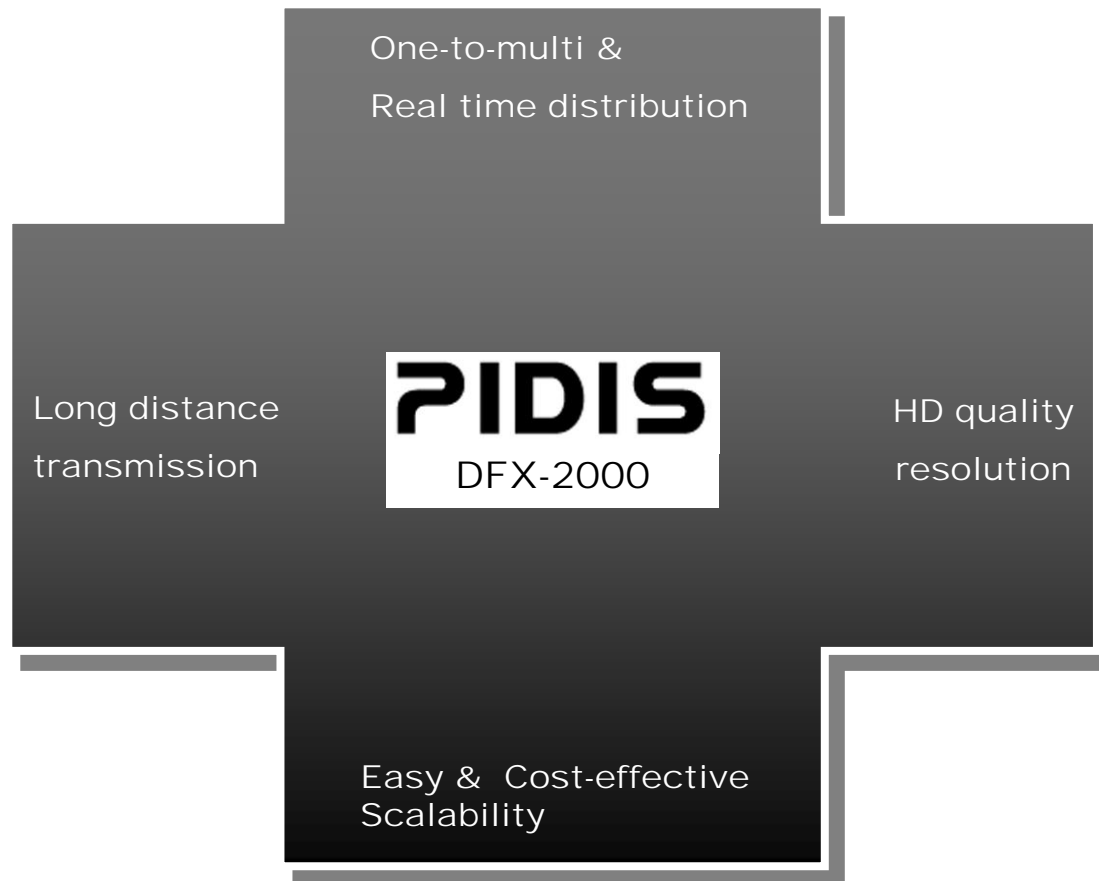 One-to-multi &
Real time distribution
Long distance
transmission
PIDIS
DFX-2000
HD quality
resolution
Easy & Cost-effective
Scalability